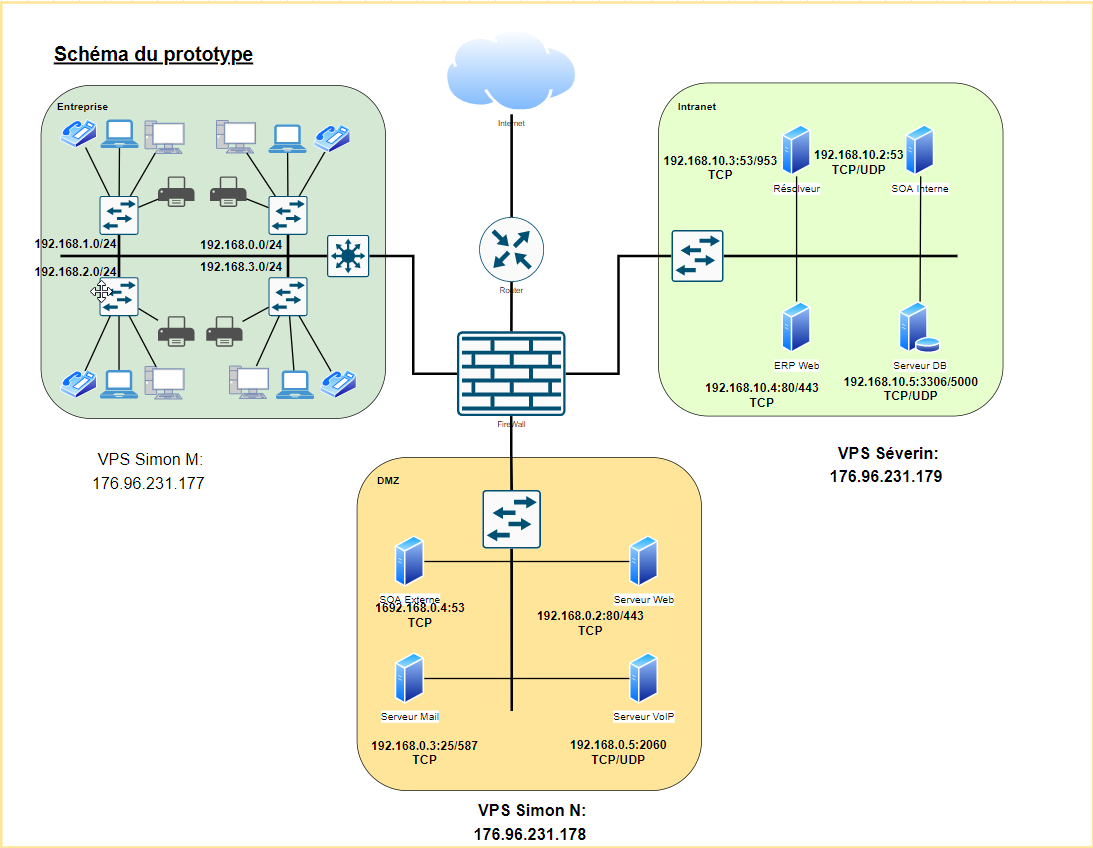 Schéma du prototype
Internet
Entreprise
192.168.1.0/24
192.168.0.0/24
192.168.2.0/24
192.168.3.0/24
VPS Simon M:
176.96.231.177
Router
FireWall
Intranet
192.168.10.3:53/953
TCP
Résolveur
192.168.10.2:53
TCP/UDP
SOA Interne
ERP Web
192.168.10.4:80/443
TCP
Serveur DB
192.168.10.5:3306/5000
TCP/UDP
VPS Séverin:
176.96.231.179
DMZ
SOA Externe
1692.168.0.4:53
TCP
Serveur Web
192.168.0.2:80/443
TCP
Serveur Mail
192.168.0.3:25/587
TCP
Serveur VoIP
192.168.0.5:2060
TCP/UDP
VPS Simon N:
176.96.231.178